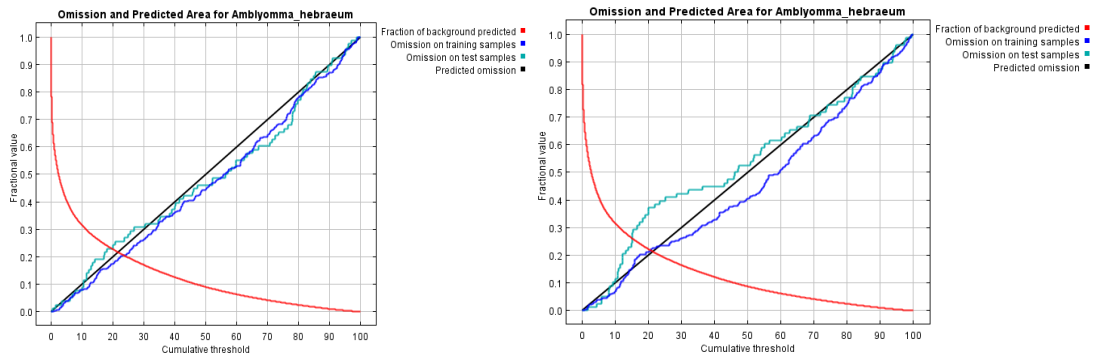 Omission and Predicted Area for Amblyomma_hebraeum
Fraction of background predicted
Omission on training samples
Omission on test samples
Predicted omission
1.0
0.9
0.8
0.7
0.6
0.5
0.4
0.3
0.2
0.1
0.0
Fractional value
0 10 20 30 40 50 60 70 80 90 100
Cumulative threshold
Omission and Predicted Area for Amblyomma_hebraeum
Fraction of background predicted
Omission on training samples
Omission on test samples
Predicted omission
1.0
0.9
0.8
0.7
0.6
0.5
0.4
0.3
0.2
0.1
0.0
Fractional value
0 10 20 30 40 50 60 70 80 90 100
Cumulative threshold